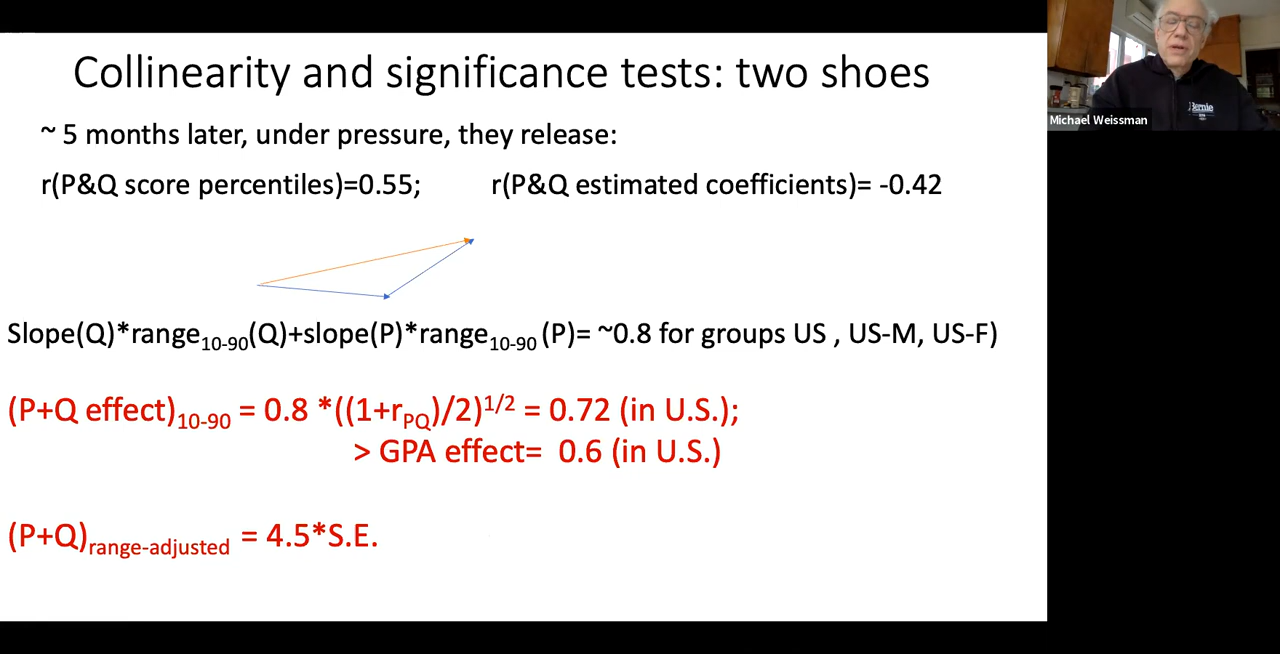 Collinearity and significance tests: two shoes
~ 5 months later, under pressure, they release:
r(P&Q score percentiles)=0.55; r(P&Q estimated coefficients)= -0.42
Slope(Q)*range10-90(Q)+slope(P)*range10-90 (P)= ~0.8 for groups US , US-M, US-F)
(P+Q effect)10-90 = 0.8 *((1+rPQ)/2)1/2 = 0.72 (in U.S.);
> GPA effect= 0.6 (in U.S.)
(P+Q)range-adjusted = 4.5*S.E.
Bernie
Michael Weissman